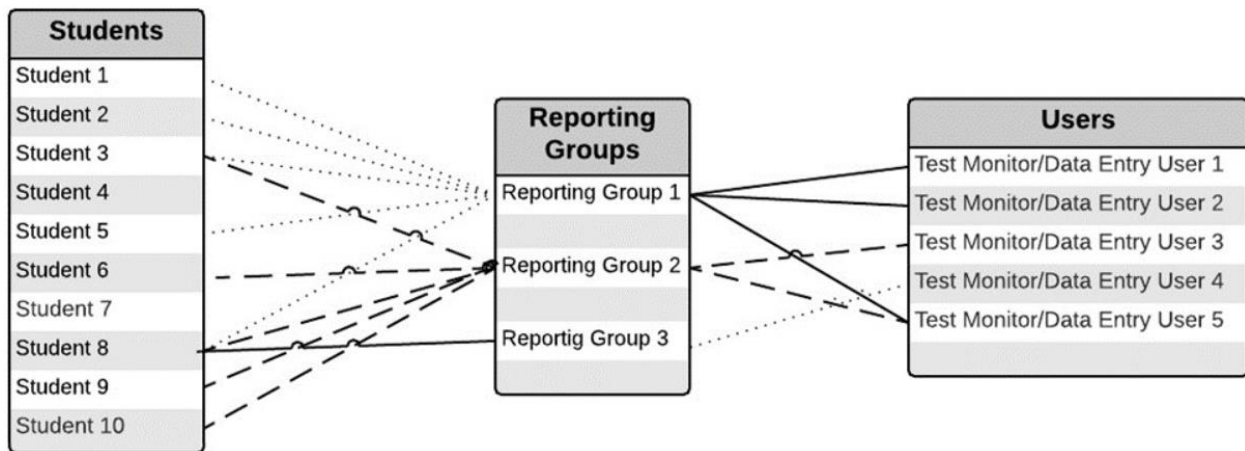 Students
Student 1
Student 2
Student 3
Student 4
Student 5
Student 6
Student 7
Student 8
Student 9
Student 10
Reporting
Groups
Reporting Group 1
Reporting Group 2
Reportig Group 3
Users
Test Monitor/Data Entry User 1
Test Monitor/Data Entry User 2
Test Monitor/Data Entry User 3
Test Monitor/Data Entry User 4
Test Monitor/Data Entry User 5